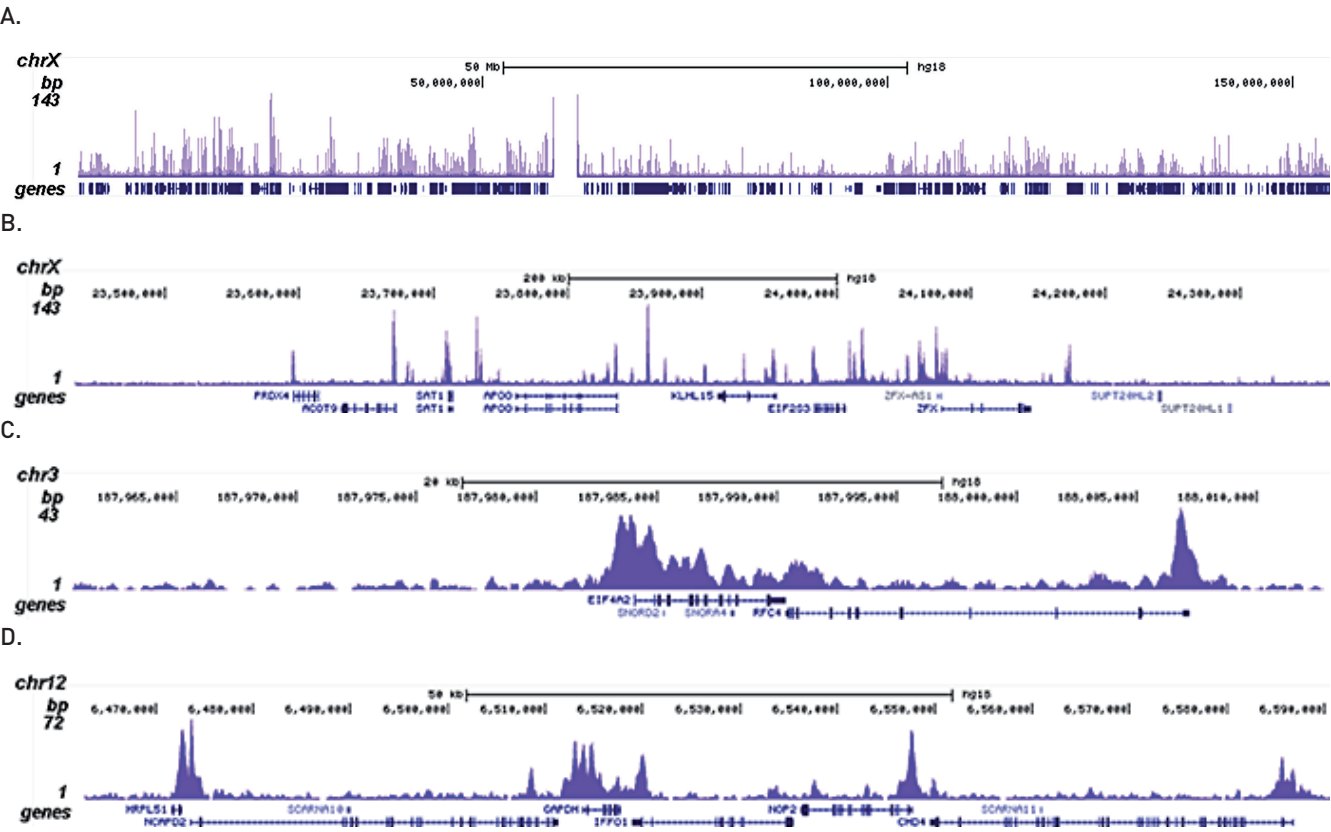 A.
chrX
50 Mb hg18
bp 50,000,000 100,000,000 150,000,000
143
1
genes
B.
chrX
200 kb hg18
bp 23,500,000 23,600,000 23,700,000 23,800,000 23,900,000 24,000,000 24,100,000 24,200,000 24,300,000
143
1
genes
PRDX4 SAT1 APOO KLHL15 ZFX-AS1 SUPT20HL2
ACOT9 SAT1 APOO EIF2S3 ZFX SUPT20HL1
C.
chr3
20 kb hg18
bp 187,965,000 187,970,000 187,975,000 187,980,000 187,985,000 187,990,000 187,995,000 188,000,000 188,005,000 188,010,000
43
1
genes
EIF4A2
SNORD2 SNORA4 RFC4
D.
chr12
50 kb hg18
bp 6,470,000 6,480,000 6,490,000 6,500,000 6,510,000 6,520,000 6,530,000 6,540,000 6,550,000 6,560,000 6,570,000 6,580,000 6,590,000
72
1
genes
MRPL51 SCARNA10 GAPDH NOP2 SCARNA11
NCAPD2 IFFO1 CHD4